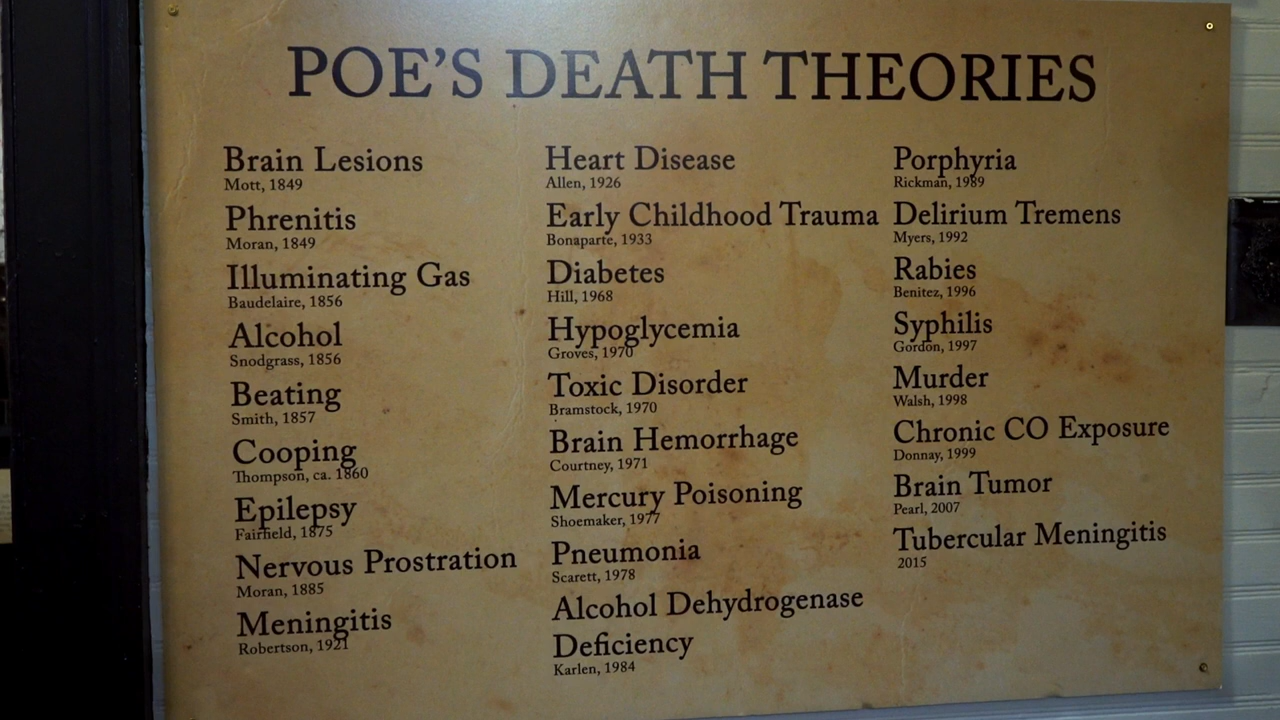 POE'S DEATH THEORIES
Brain Lesions
Mott, 1849
Phrenitis
Moran, 1849
Illuminating Gas
Baudelaire, 1856
Alcohol
Snodgrass, 1856
Beating
Smith, 1857
Cooping
Thompson, ca. 1860
Epilepsy
Fairfield, 1875
Nervous Prostration
Moran, 1885
Meningitis
Robertson, 1921
Heart Disease
Allen, 1926
Early Childhood Trauma
Bonaparte, 1933
Diabetes
Hill, 1968
Hypoglycemia
Groves, 1970
Toxic Disorder
Bramstock, 1970
Brain Hemorrhage
Courtney, 1971
Mercury Poisoning
Shoemaker, 1977
Pneumonia
Scarett, 1978
Alcohol Dehydrogenase
Deficiency
Karlen, 1984
Porphyria
Rickman, 1989
Delirium Tremens
Myers, 1992
Rabies
Benitez, 1996
Syphilis
Gordon, 1997
Murder
Walsh, 1998
Chronic CO Exposure
Donnay, 1999
Brain Tumor
Pearl, 2007
Tubercular Meningitis
2015